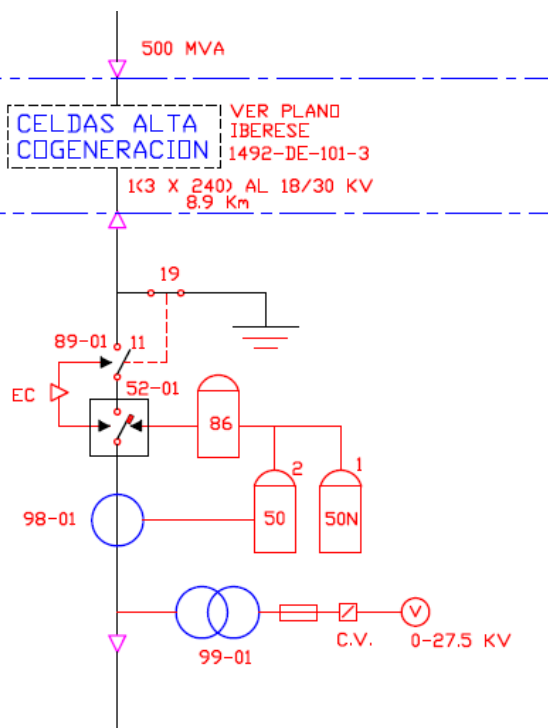 500 MVA
CELDAS ALTA
COGENERACION
VER PLANO
IBERESE
1492-DE-101-3
1(3 X 240) AL 18/30 KV
8.9 Km
19
89-01
11
EC
52-01
86
2
1
50
50N
98-01
99-01
C.V.
V
0-27.5 KV